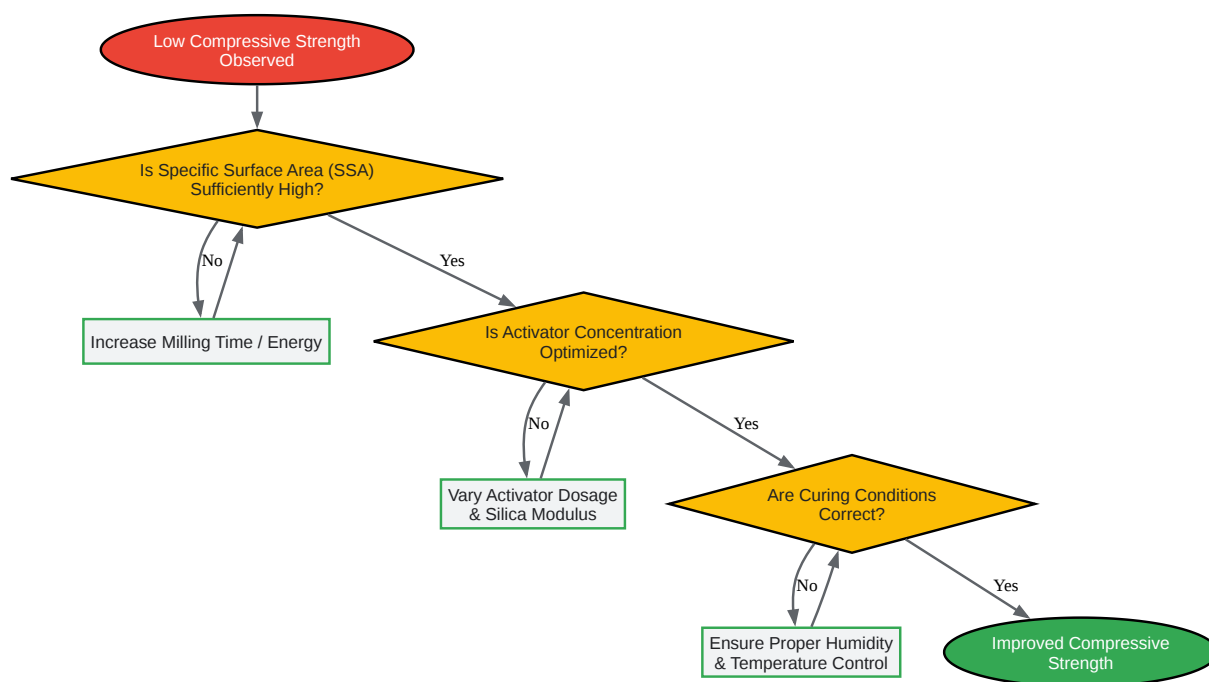 Low Compressive Strength
Observed
Is Specific Surface Area (SSA)
Sufficiently High?
No
Yes
Increase Milling Time / Energy
Is Activator Concentration
Optimized?
No
Yes
Vary Activator Dosage
& Silica Modulus
Are Curing Conditions
Correct?
No
Yes
Ensure Proper Humidity
& Temperature Control
Improved Compressive
Strength